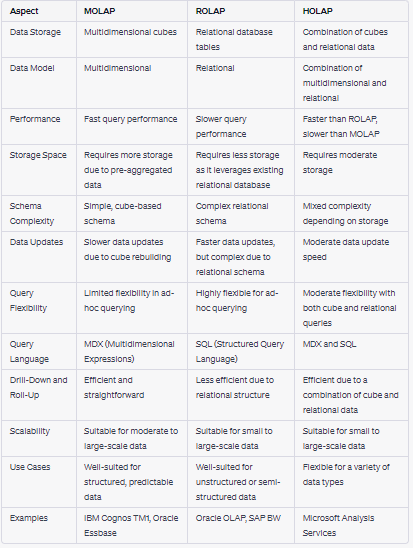 Aspect MOLAP ROLAP HOLAP
Data Storage Multidimensional cubes Relational database Combination of cubes
tables and relational data
Data Model Multidimensional Relational Combination of
multidimensional and
relational
Performance Fast query performance Slower query Faster than ROLAP,
performance slower than MOLAP
Storage Space Requires more storage Requires less storage Requires moderate
due to pre-aggregated as it leverages existing storage
data relational database
Schema Simple, cube-based Complex relational Mixed complexity
Complexity schema schema depending on storage
Data Updates Slower data updates Faster data updates, Moderate data update
due to cube rebuilding but complex due to speed
relational schema
Query Limited flexibility in ad- Highly flexible for ad- Moderate flexibility with
Flexibility hoc querying hoc querying both cube and relational
queries
Query MDX (Multidimensional SQL (Structured Query MDX and SQL
Language Expressions) Language)
Drill-Down and Efficient and Less efficient due to Efficient due to a
Roll-Up straightforward relational structure combination of cube and
relational data
Scalability Suitable for moderate to Suitable for small to Suitable for small to
large-scale data large-scale data large-scale data
Use Cases Well-suited for Well-suited for Flexible for a variety of
structured, predictable unstructured or semi- data types
data structured data
Examples IBM Cognos TM1, Oracle Oracle OLAP, SAP BW Microsoft Analysis
Essbase Services